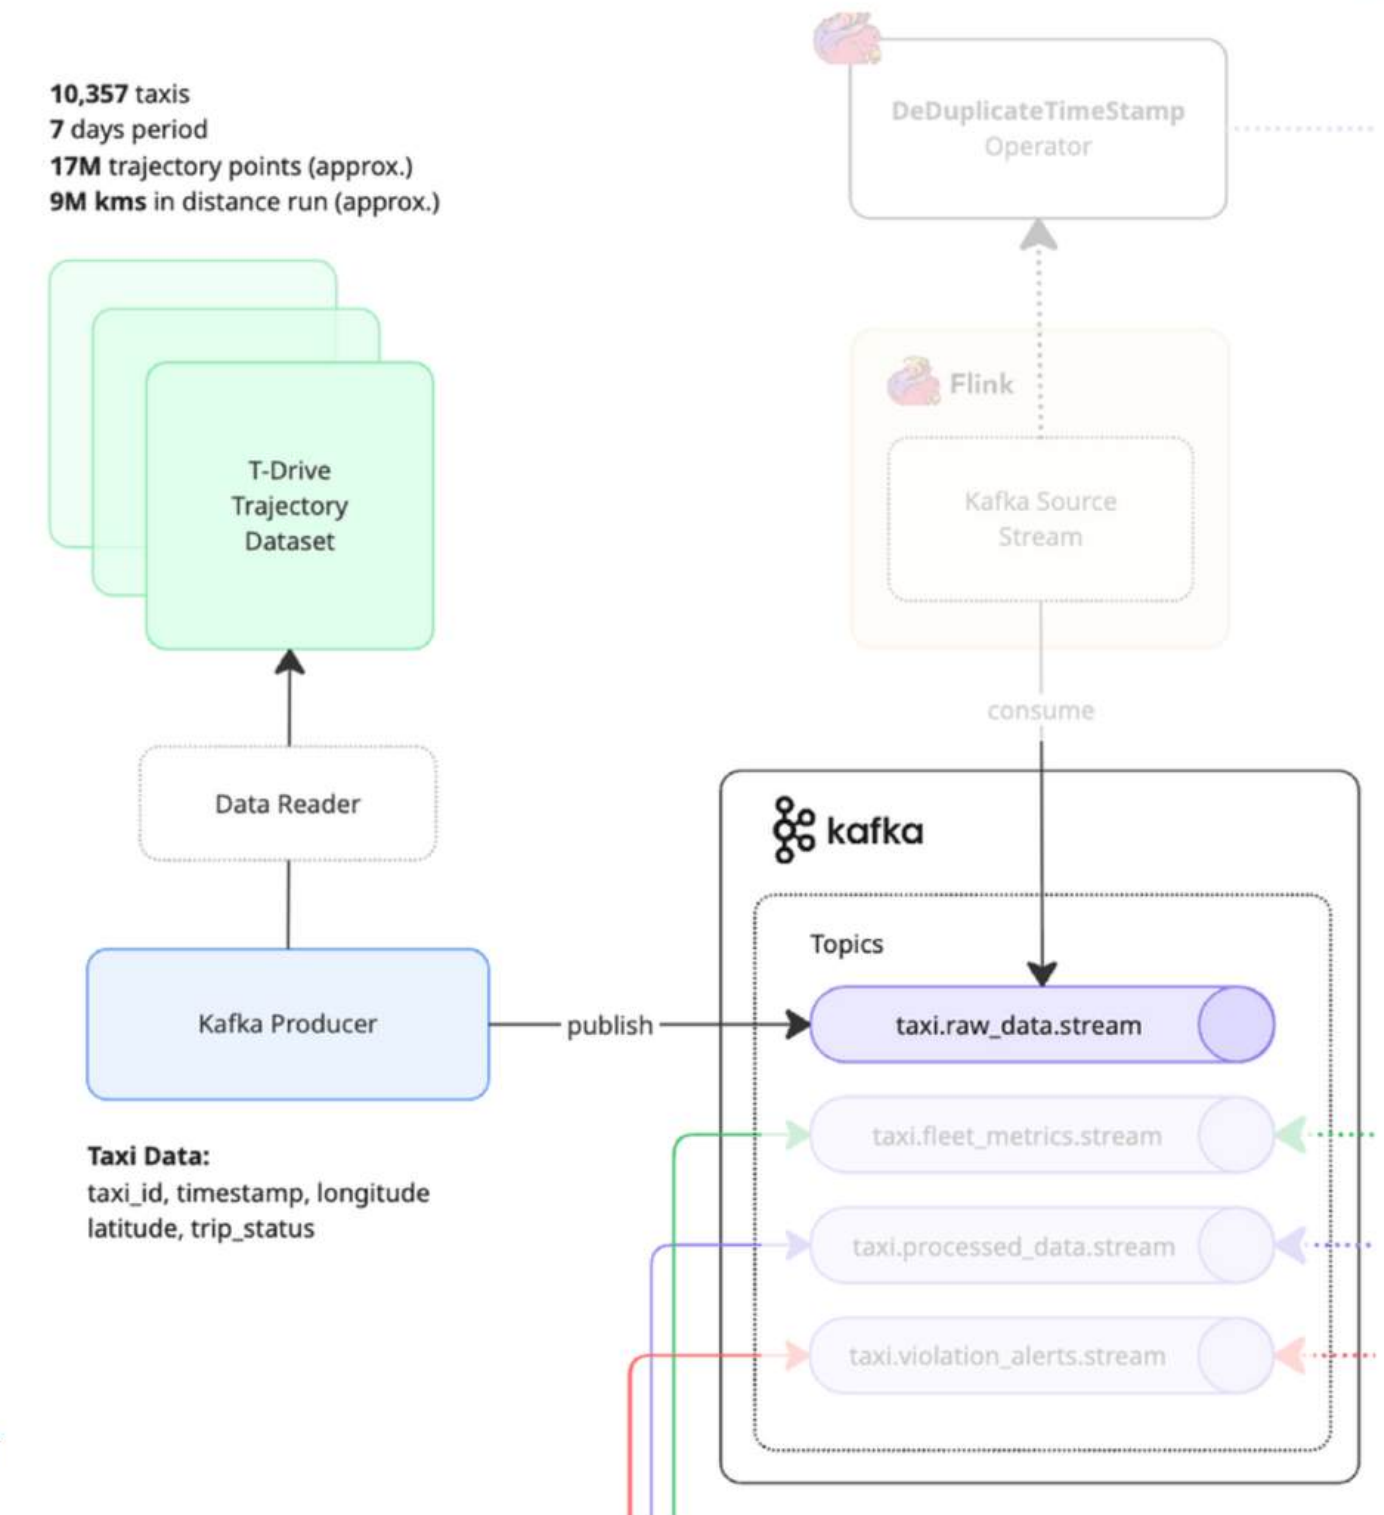 10,357 taxis
7 days period
17M trajectory points (approx.)
9M kms in distance run (approx.)
T-Drive
Trajectory
Dataset
Data Reader
Kafka Producer
publish
Taxi Data:
taxi_id, timestamp, longitude
latitude, trip_status
DeDuplicateTimeStamp
Operator
Flink
Kafka Source
Stream
consume
kafka
Topics
taxi.raw_data.stream
taxi.fleet_metrics.stream
taxi.processed_data.stream
taxi.violation_alerts.stream